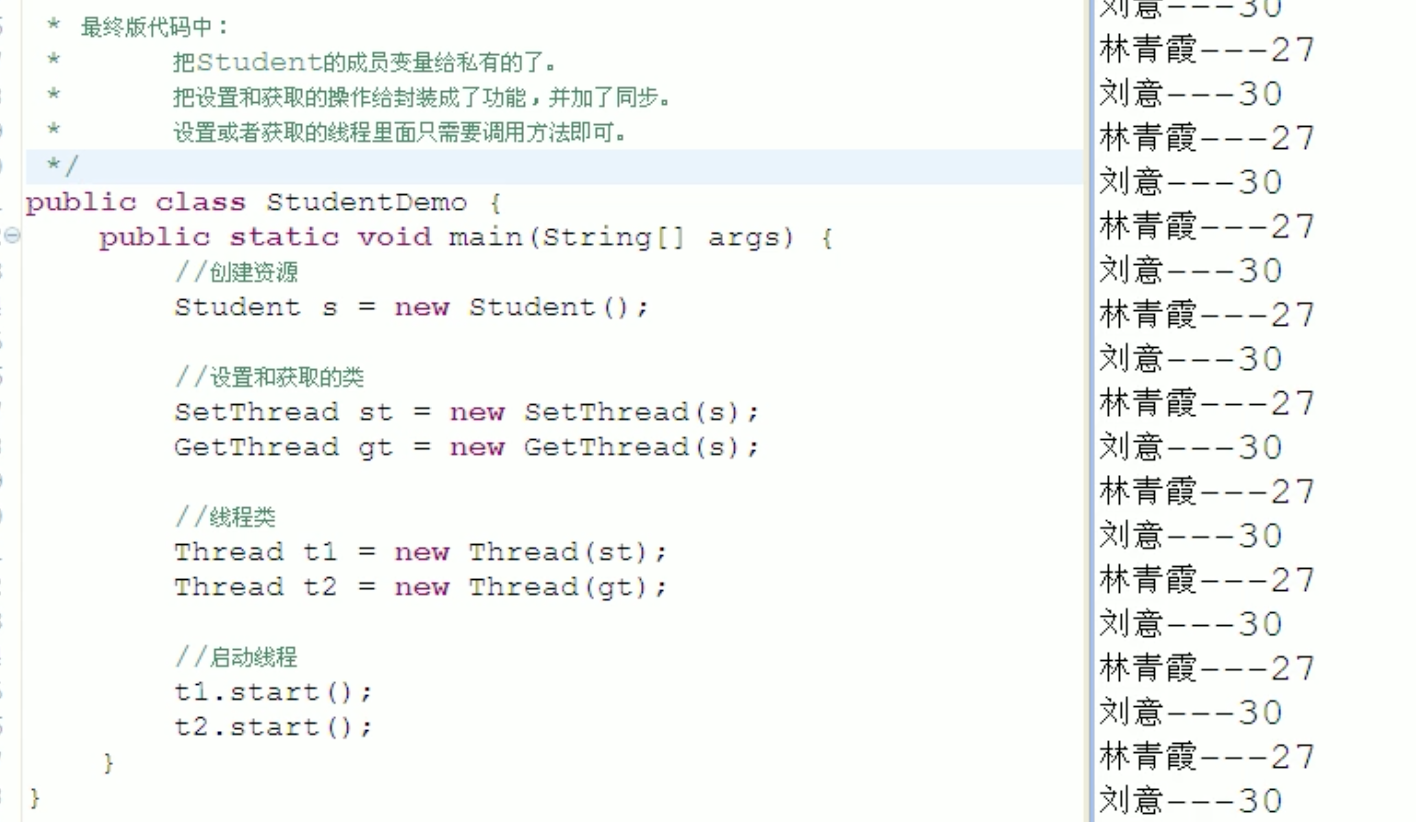 * 最终版代码中：
* 把Student的成员变量给私有的了。
* 把设置和获取的操作给封装成了功能，并加了同步。
* 设置或者获取的线程里面只需要调用方法即可。
*/
public class StudentDemo {
public static void main(String[] args) {
//创建资源
Student s = new Student();
//设置和获取的类
SetThread st = new SetThread(s);
GetThread gt = new GetThread(s);
//线程类
Thread t1 = new Thread(st);
Thread t2 = new Thread(gt);
//启动线程
t1.start();
t2.start();
}
}
刘意---30
林青霞---27
刘意---30
林青霞---27
刘意---30
林青霞---27
刘意---30
林青霞---27
刘意---30
林青霞---27
刘意---30
林青霞---27
刘意---30
林青霞---27
刘意---30
林青霞---27
刘意---30
林青霞---27
刘意---30